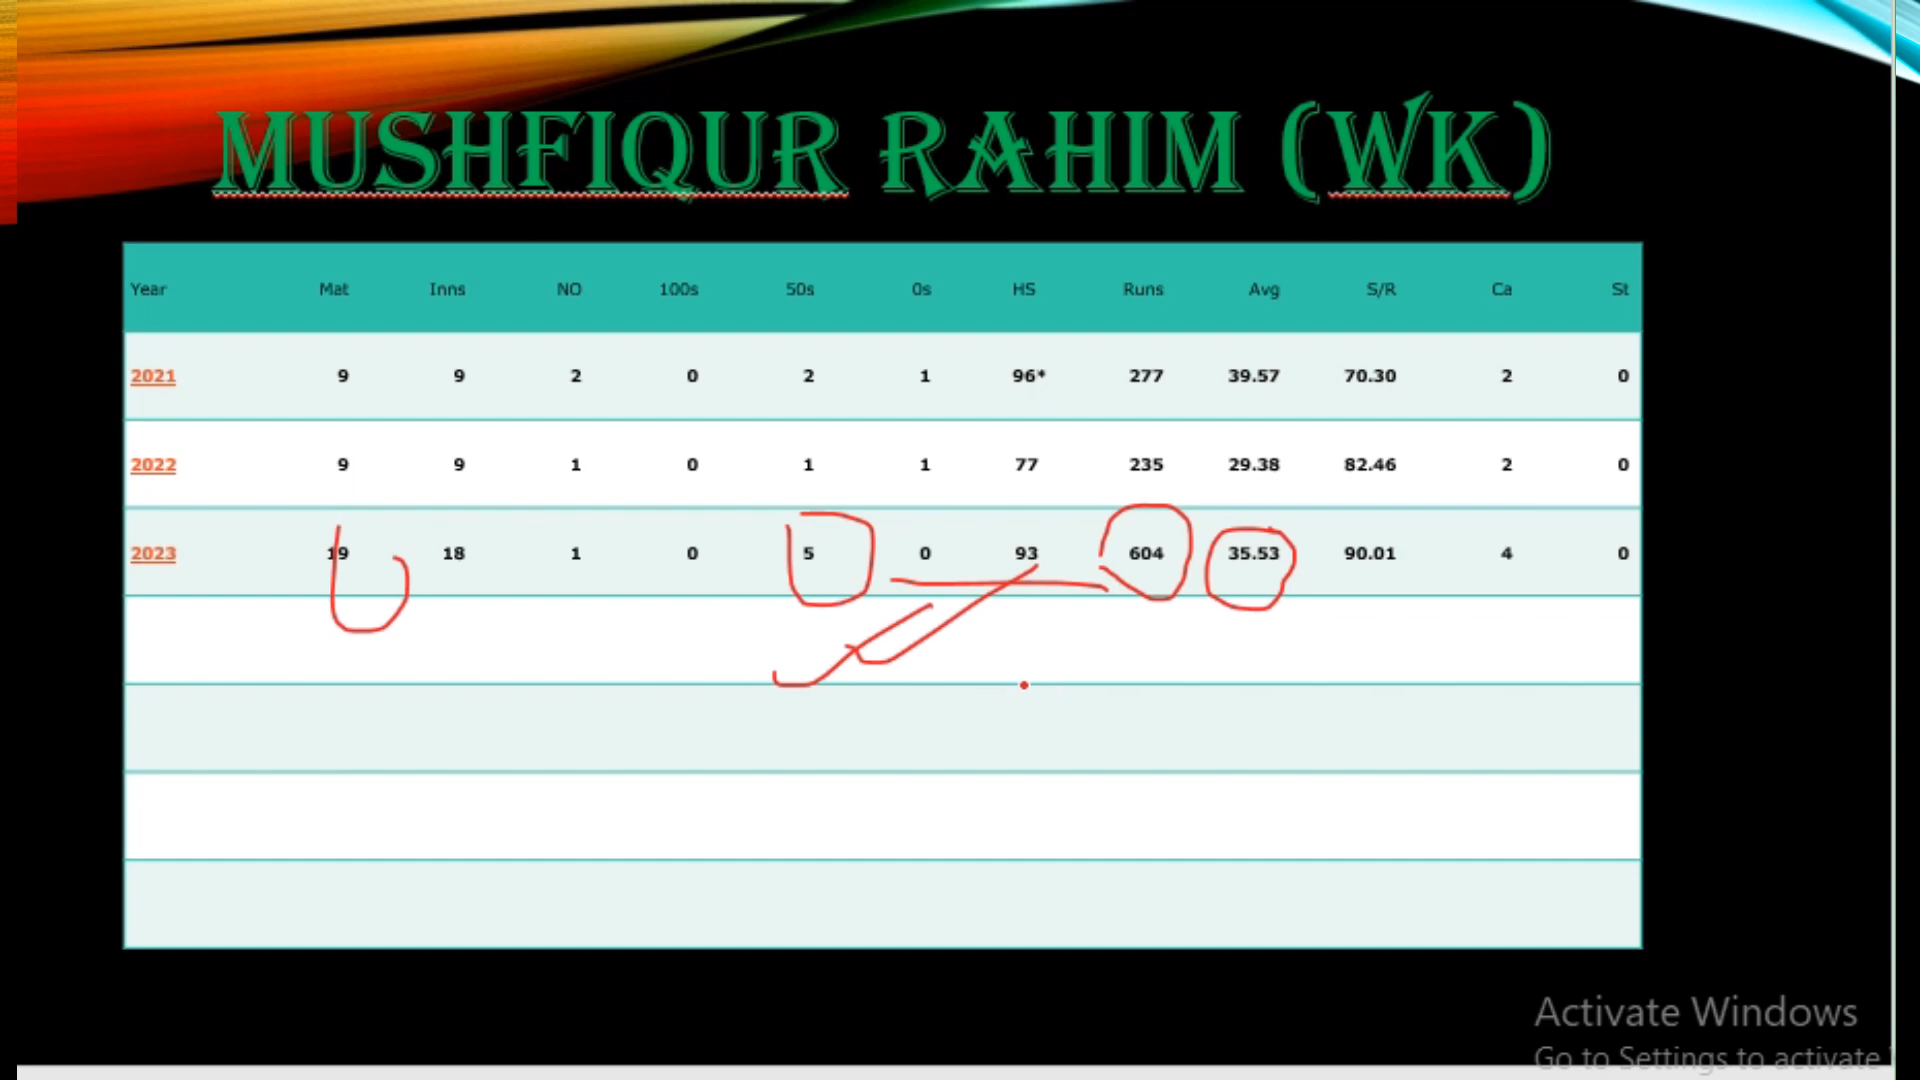 MUSHFIQUR RAHIM (WK)
Year Mat Inns NO 100s 50s 0s HS Runs Avg S/R Ca St
2021 9 9 2 0 2 1 96* 277 39.57 70.30 2 0
2022 9 9 1 0 1 1 77 235 29.38 82.46 2 0
2023 19 18 1 0 5 0 93 604 35.53 90.01 4 0
Activate Windows
Go to Settings to activate